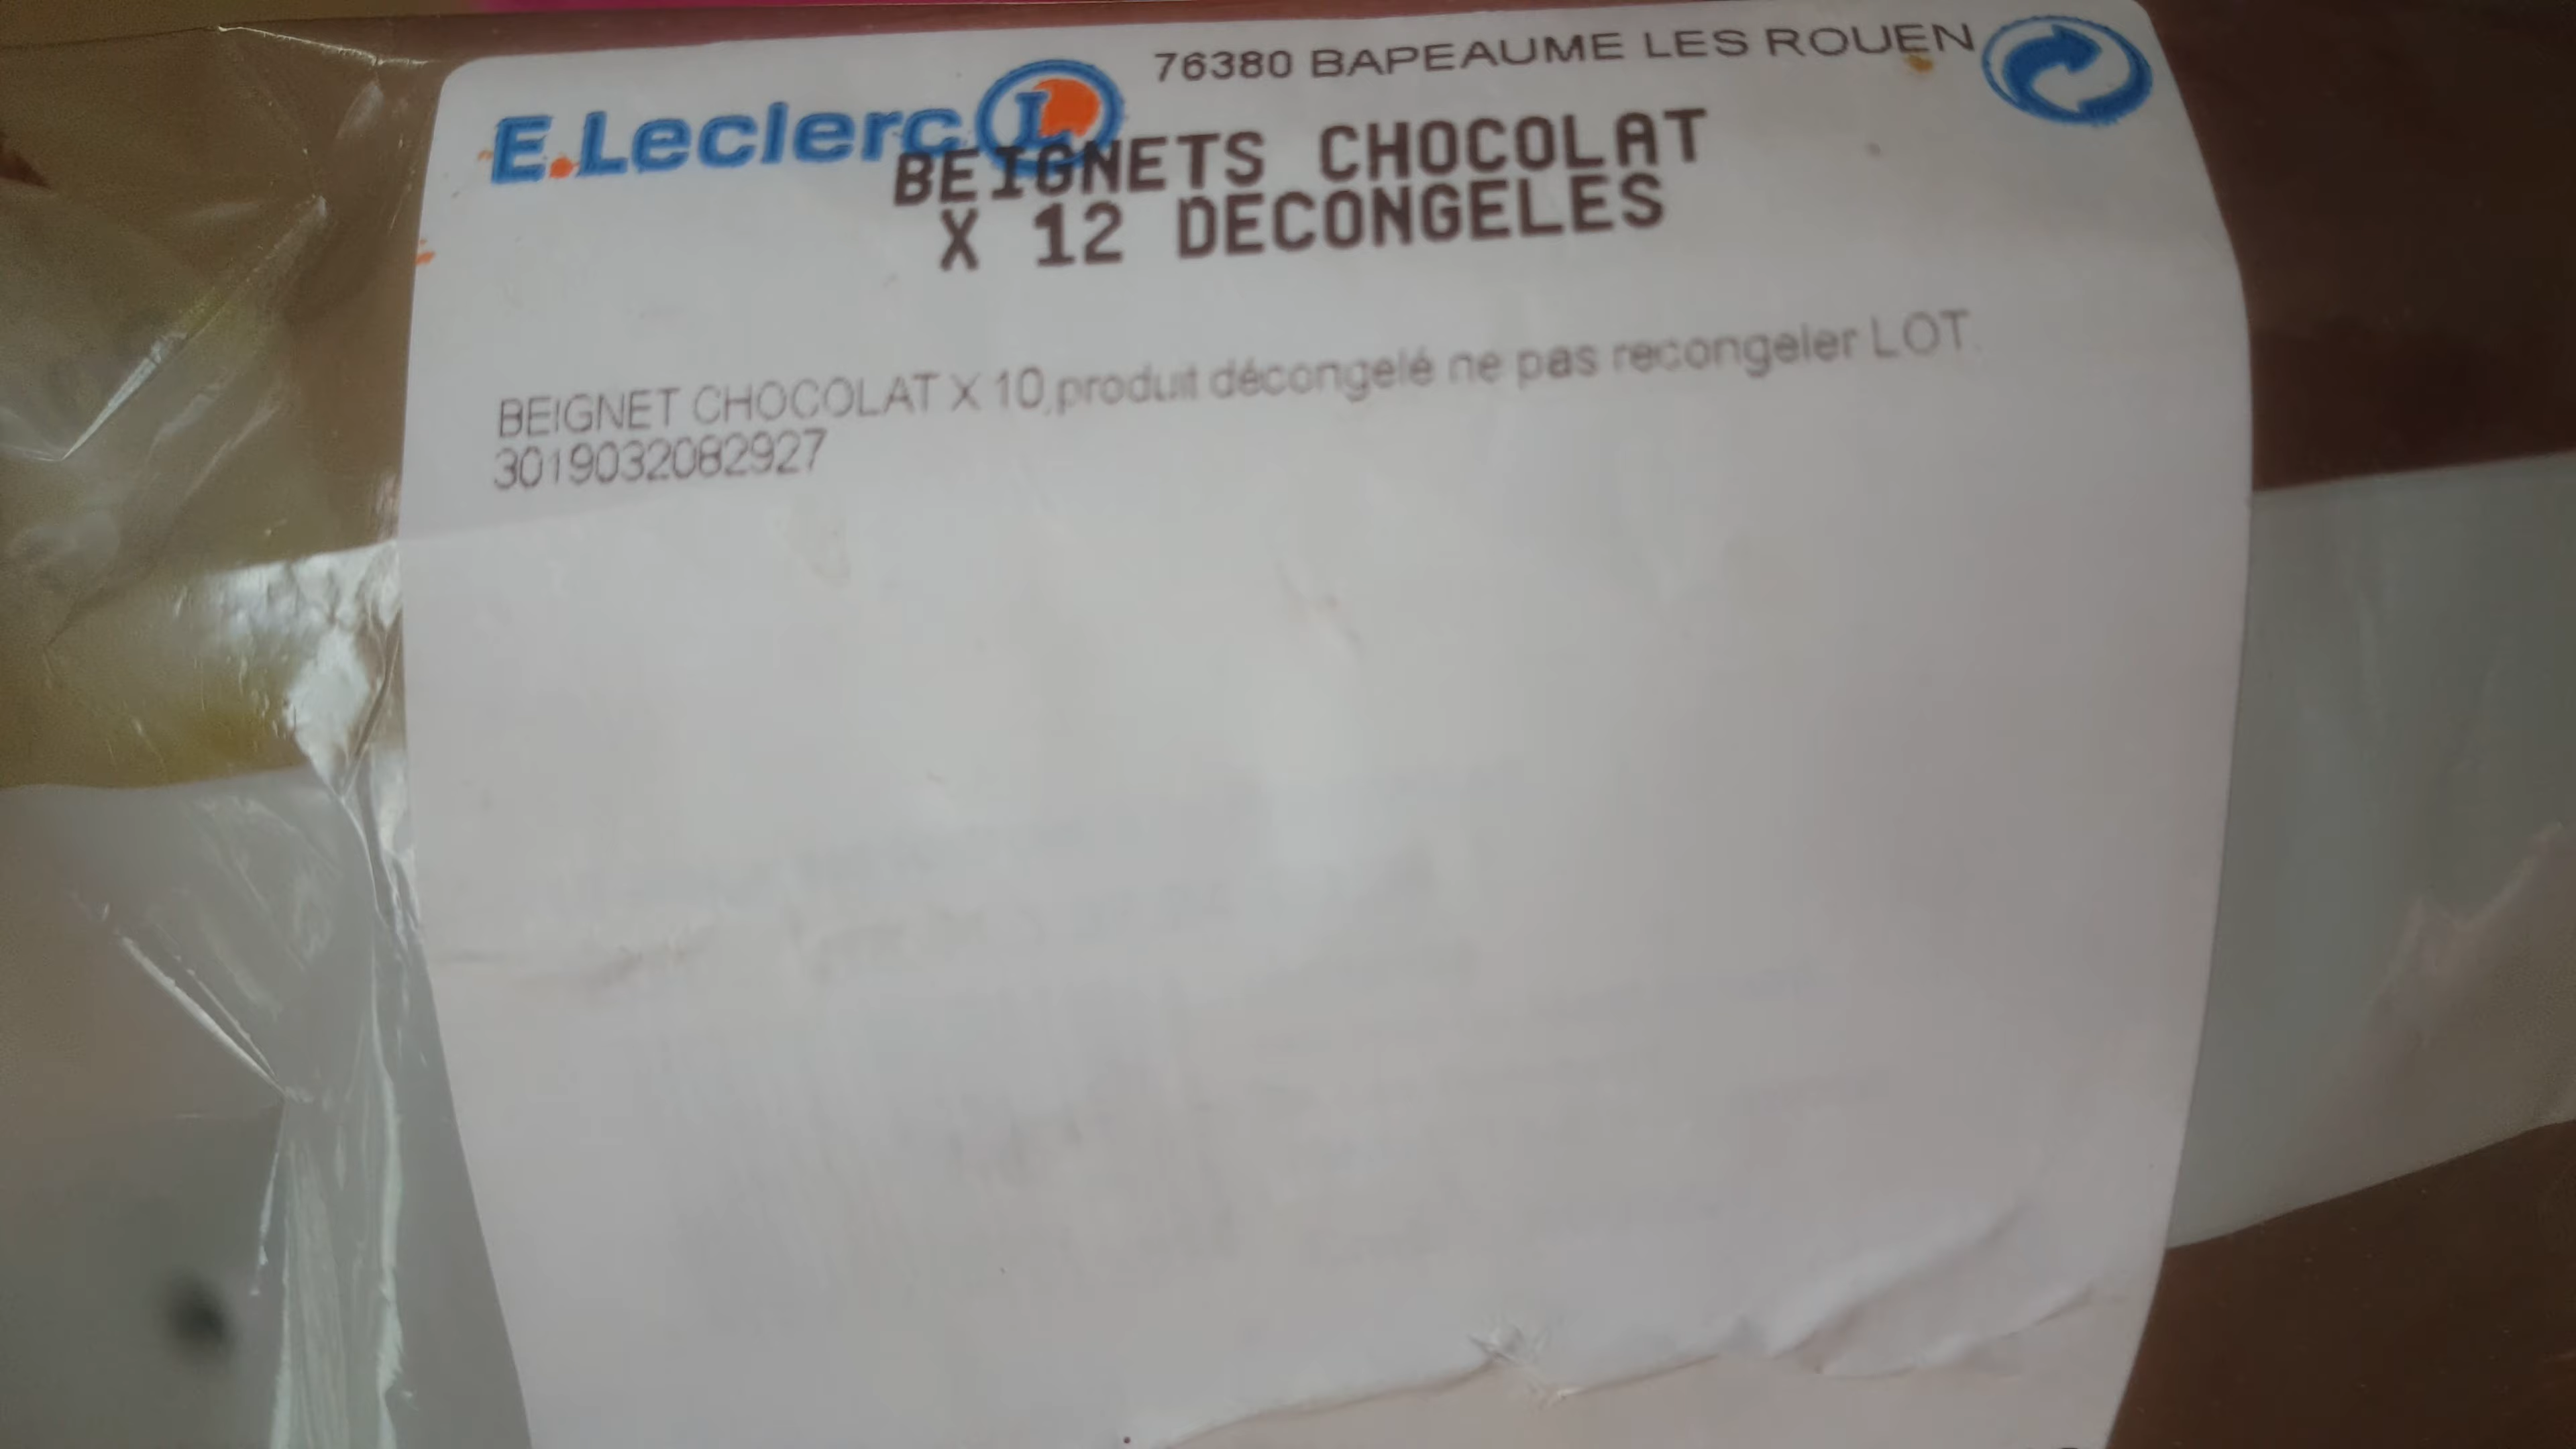 76380 BAPEAUME LES ROUEN
E.Leclerc L
BEIGNETS CHOCOLAT
X 12 DECONGELES
BEIGNET CHOCOLAT X 10,produit décongelé ne pas recongeler LOT
3019032082927